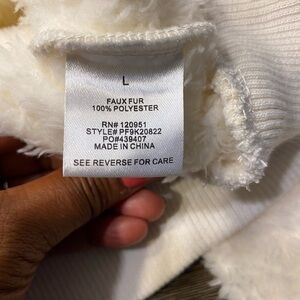 L
FAUX FUR
100% POLYESTER
RN# 120951
STYLE# PF9K20822
PO#439407
MADE IN CHINA
SEE REVERSE FOR CARE